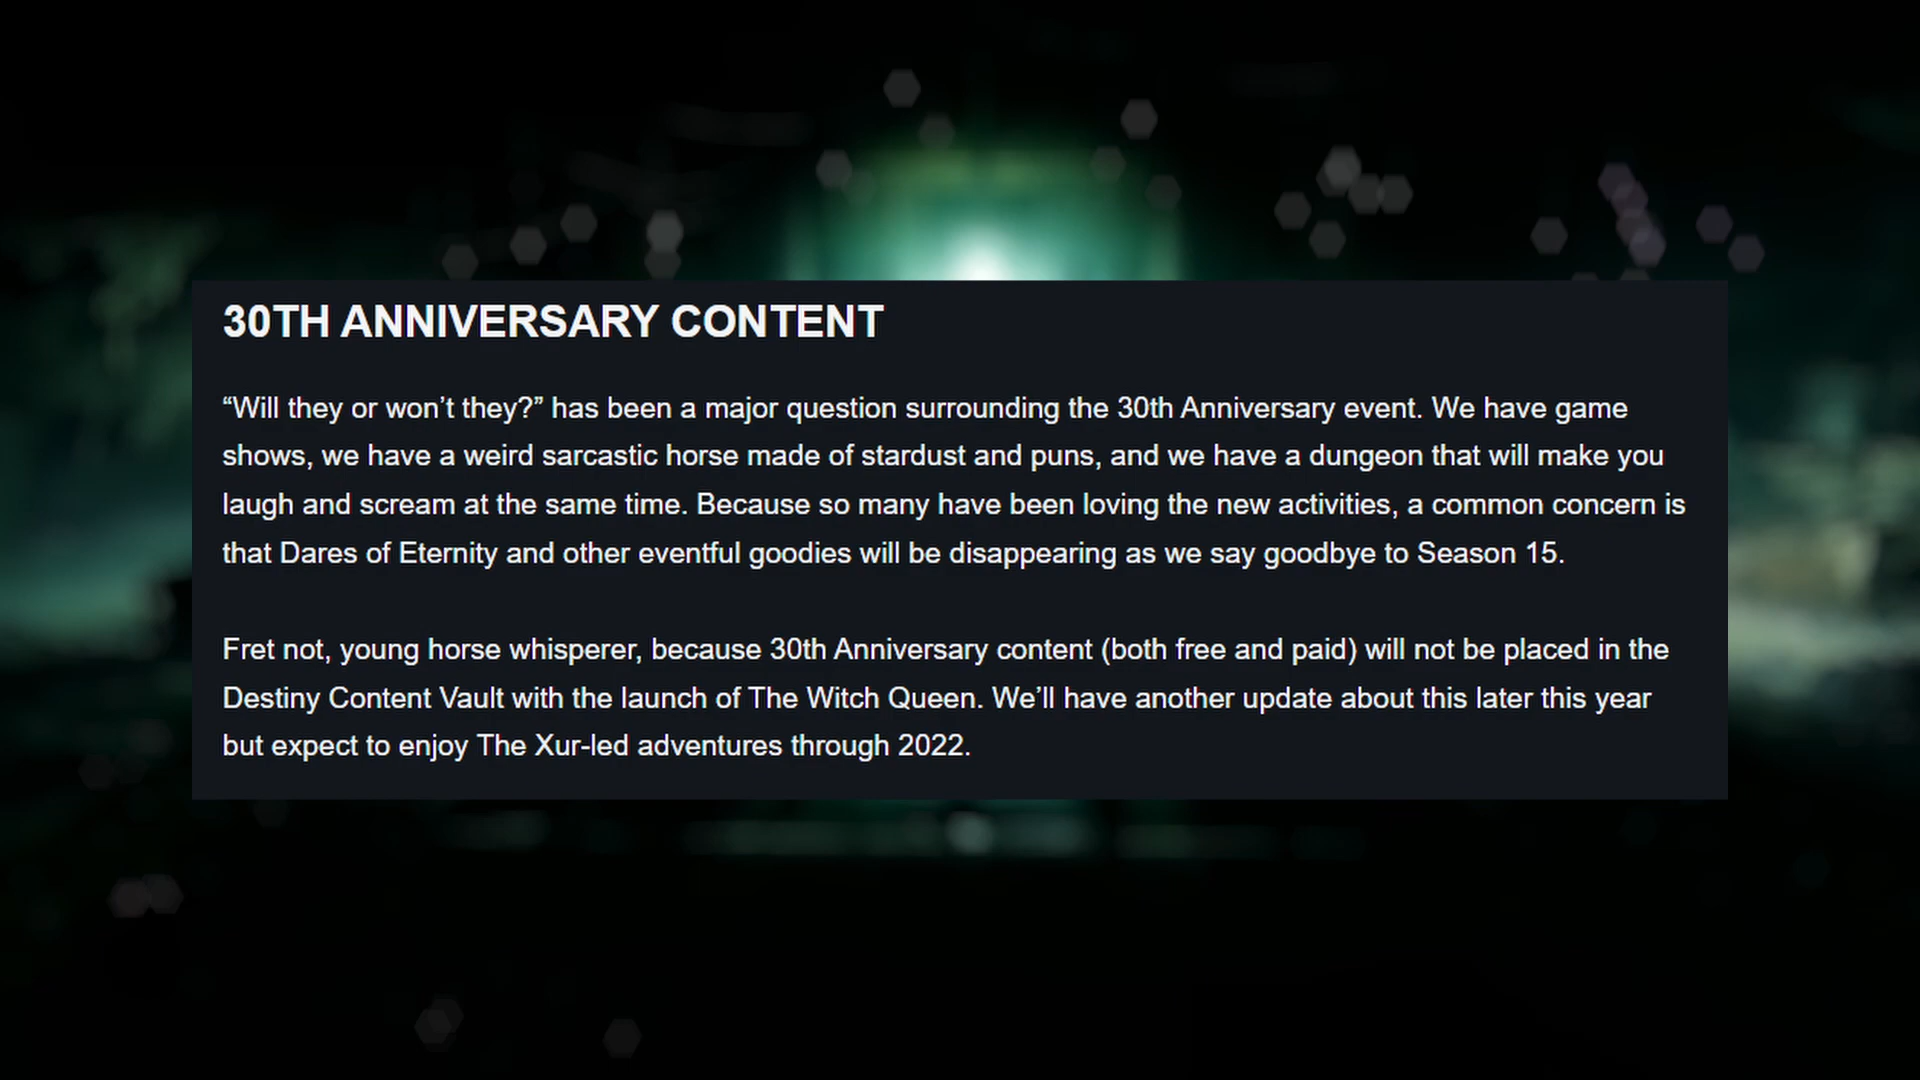 30TH ANNIVERSARY CONTENT
“Will they or won’t they?” has been a major question surrounding the 30th Anniversary event. We have game
shows, we have a weird sarcastic horse made of stardust and puns, and we have a dungeon that will make you
laugh and scream at the same time. Because so many have been loving the new activities, a common concern is
that Dares of Eternity and other eventful goodies will be disappearing as we say goodbye to Season 15.
Fret not, young horse whisperer, because 30th Anniversary content (both free and paid) will not be placed in the
Destiny Content Vault with the launch of The Witch Queen. We’ll have another update about this later this year
but expect to enjoy The Xur-led adventures through 2022.